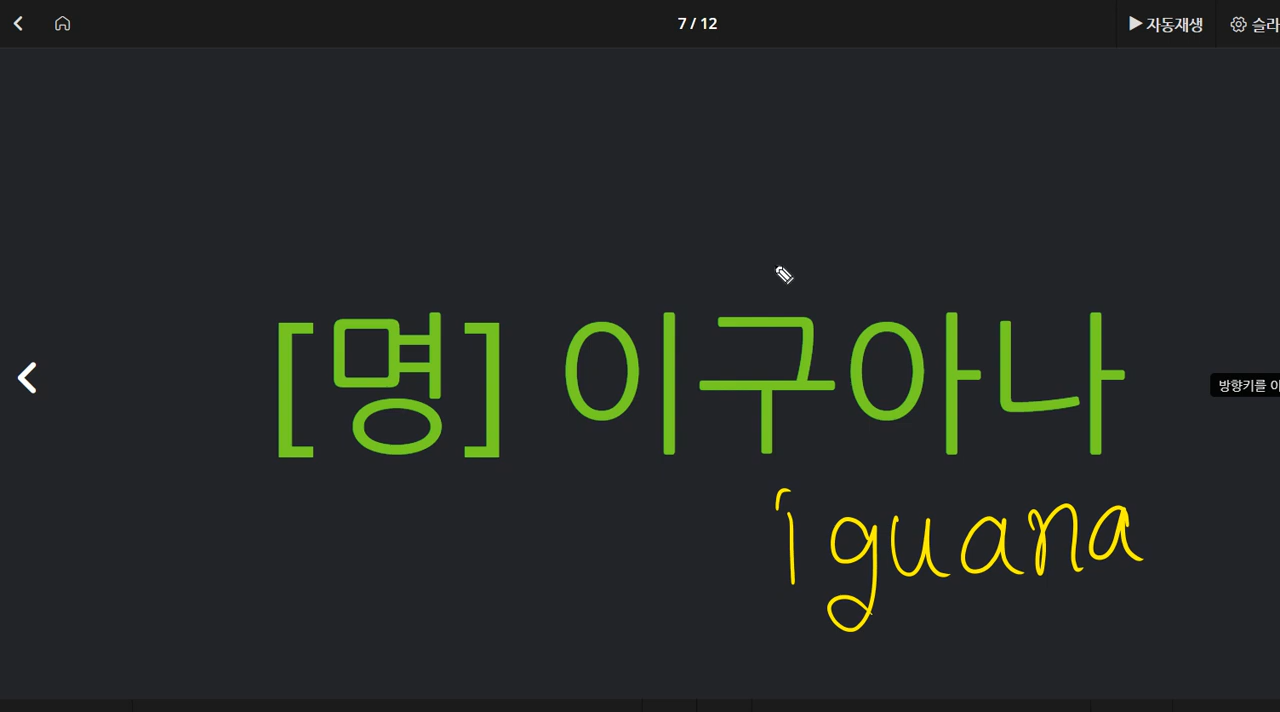 7 / 12
▶ 자동재생
슬라
[명] 이구아나
방향키를 이
iguana